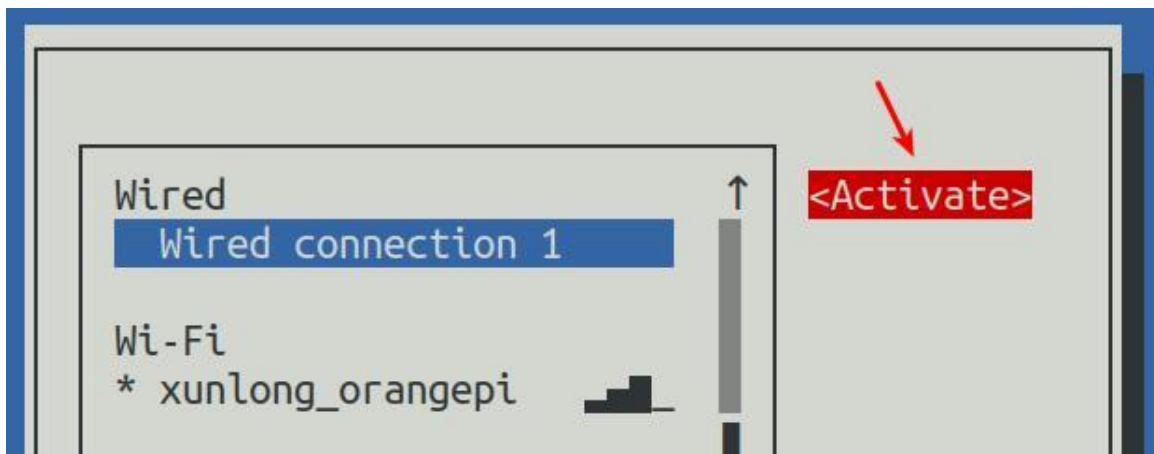 Wired
<Activate>
Wired connection 1
Wi-Fi
* xunlong_orangepi